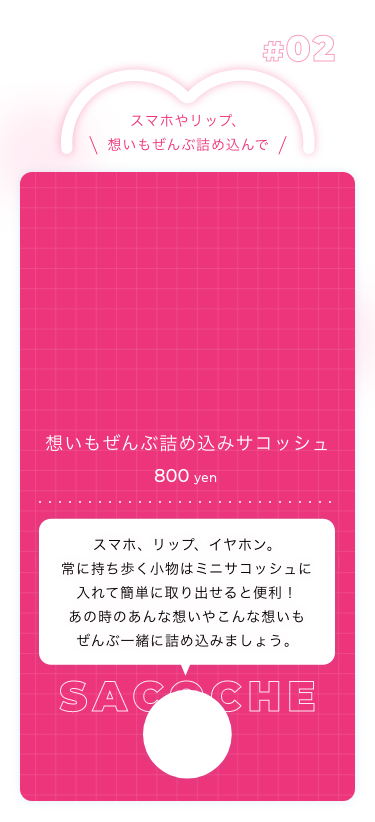 #02
スマホやリップ、
\ 想いもぜんぶ詰め込んで /
想いもぜんぶ詰め込みサコッシュ
800 yen
スマホ、リップ、イヤホン。
常に持ち歩く小物はミニサコッシュに
入れて簡単に取り出せると便利！
あの時のあんな想いやこんな想いも
ぜんぶ一緒に詰め込みましょう。
SACOCHE